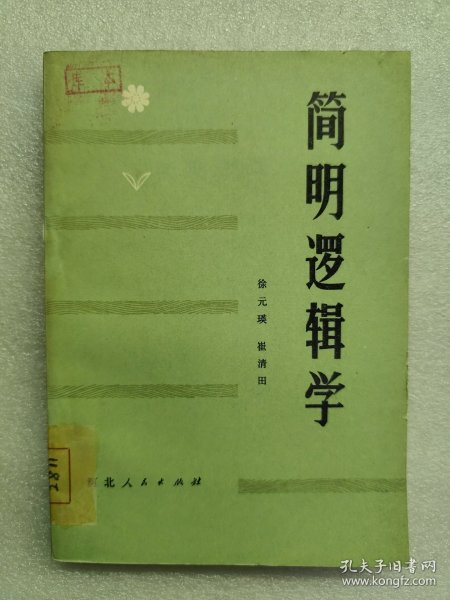 简明逻辑学
徐元瑛 崔清田
河北人民出版社
孔夫子旧书网
www.kongfz.com